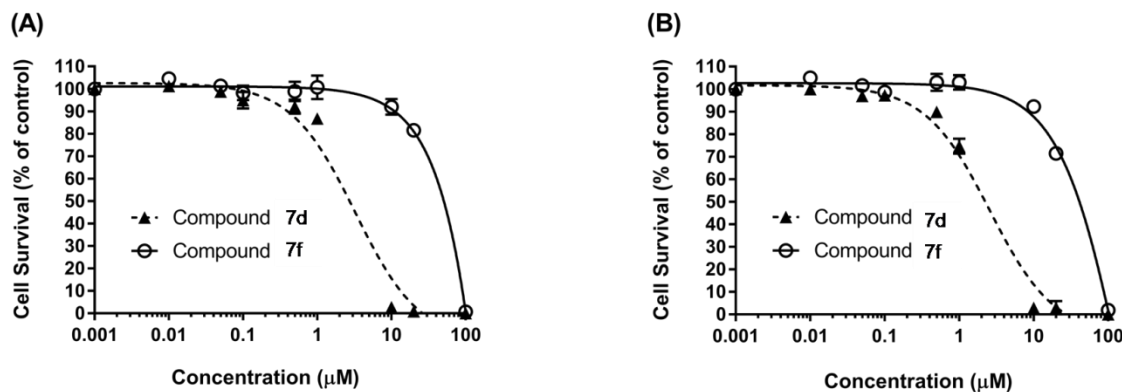 (A)
Cell Survival (% of control)
110
100
90
80
70
60
50
40
30
20
10
0
Compound 7d
Compound 7f
0.001 0.01 0.1 1 10 100
Concentration (μM)
(B)
Cell Survival (% of control)
110
100
90
80
70
60
50
40
30
20
10
0
Compound 7d
Compound 7f
0.001 0.01 0.1 1 10 100
Concentration (μM)